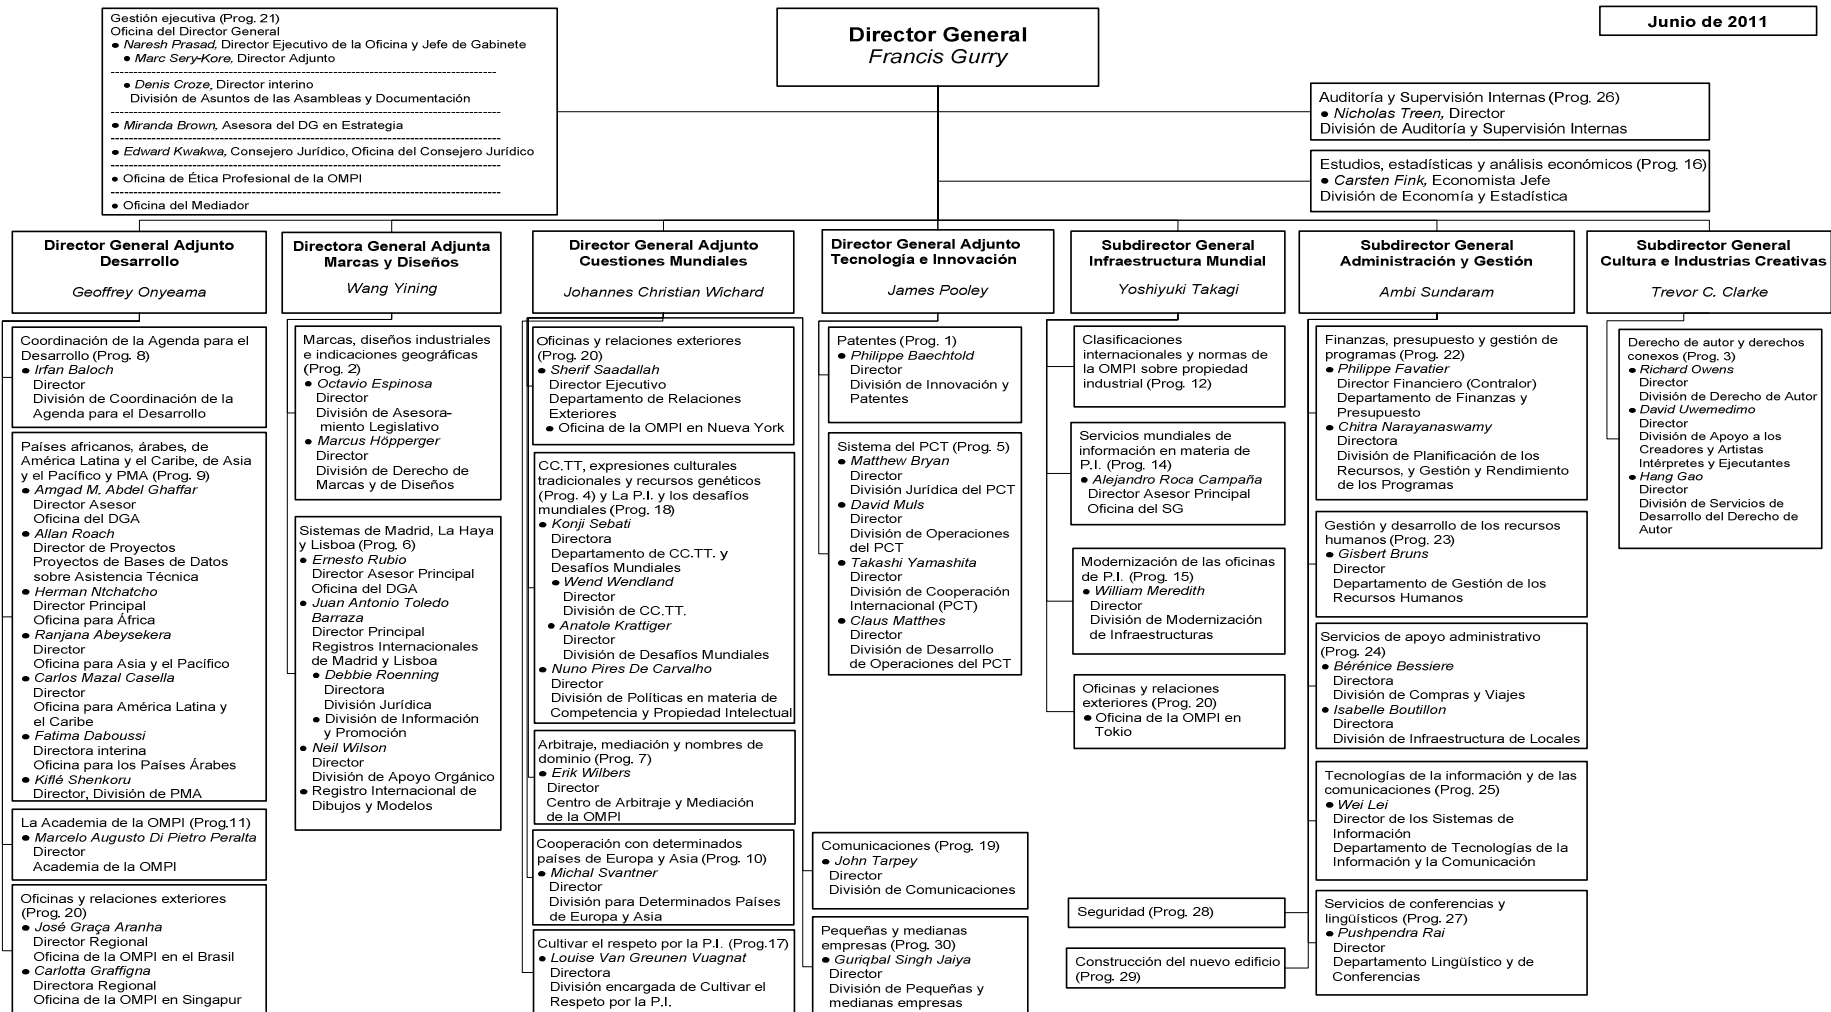 Gestión ejecutiva (Prog. 21)
Oficina del Director General
● Naresh Prasad, Director Ejecutivo de la Oficina y Jefe de Gabinete
● Marc Sery-Kore, Director Adjunto
● Denis Croze, Director interino
División de Asuntos de las Asambleas y Documentación
● Miranda Brown, Asesora del DG en Estrategia
● Edward Kwakwa, Consejero Jurídico, Oficina del Consejero Jurídico
● Oficina de Ética Profesional de la OMPI
● Oficina del Mediador
Director General
Francis Gurry
Junio de 2011
Auditoría y Supervisión Internas (Prog. 26)
● Nicholas Treen, Director
División de Auditoría y Supervisión Internas
Estudios, estadísticas y análisis económicos (Prog. 16)
● Carsten Fink, Economista Jefe
División de Economía y Estadística
Director General Adjunto
Desarrollo
Geoffrey Onyeama
Coordinación de la Agenda para el
Desarrollo (Prog. 8)
● Irfan Baloch
Director
División de Coordinación de la
Agenda para el Desarrollo
Países africanos, árabes, de
América Latina y el Caribe, de Asia
y el Pacífico y PMA (Prog. 9)
● Amgad M. Abdel Ghaffar
Director Asesor
Oficina del DGA
● Allan Roach
Director de Proyectos
Proyectos de Bases de Datos
sobre Asistencia Técnica
● Herman Ntchatcho
Director Principal
Oficina para África
● Ranjana Abeysekera
Director
Oficina para Asia y el Pacífico
● Carlos Mazal Casella
Director
Oficina para América Latina y
el Caribe
● Fatima Daboussi
Directora interina
Oficina para los Países Árabes
● Kiflé Shenkoru
Director, División de PMA
La Academia de la OMPI (Prog.11)
● Marcelo Augusto Di Pietro Peralta
Director
Academia de la OMPI
Oficinas y relaciones exteriores
(Prog. 20)
● José Graça Aranha
Director Regional
Oficina de la OMPI en el Brasil
● Carlotta Graffigna
Directora Regional
Oficina de la OMPI en Singapur
Directora General Adjunta
Marcas y Diseños
Wang Yining
Marcas, diseños industriales
e indicaciones geográficas
(Prog. 2)
● Octavio Espinosa
Director
División de Asesora-
miento Legislativo
● Marcus Höpperger
Director
División de Derecho de
Marcas y de Diseños
Sistemas de Madrid, La Haya
y Lisboa (Prog. 6)
● Ernesto Rubio
Director Asesor Principal
Oficina del DGA
● Juan Antonio Toledo
Barraza
Director Principal
Registros Internacionales
de Madrid y Lisboa
● Debbie Roenning
Directora
División Jurídica
● División de Información
y Promoción
● Neil Wilson
Director
División de Apoyo Orgánico
● Registro Internacional de
Dibujos y Modelos
Director General Adjunto
Cuestiones Mundiales
Johannes Christian Wichard
Oficinas y relaciones exteriores
(Prog. 20)
● Sherif Saadallah
Director Ejecutivo
Departamento de Relaciones
Exteriores
● Oficina de la OMPI en Nueva York
CC.TT, expresiones culturales
tradicionales y recursos genéticos
(Prog. 4) y La P.I. y los desafíos
mundiales (Prog. 18)
● Konji Sebati
Directora
Departamento de CC.TT. y
Desafíos Mundiales
● Wend Wendland
Director
División de CC.TT.
● Anatole Krattiger
Director
División de Desafíos Mundiales
● Nuno Pires De Carvalho
Director
División de Políticas en materia de
Competencia y Propiedad Intelectual
Arbitraje, mediación y nombres de
dominio (Prog. 7)
● Erik Wilbers
Director
Centro de Arbitraje y Mediación
de la OMPI
Cooperación con determinados
países de Europa y Asia (Prog. 10)
● Michal Svantner
Director
División para Determinados Países
de Europa y Asia
Cultivar el respeto por la P.I. (Prog.17)
● Louise Van Greunen Vuagnat
Directora
División encargada de Cultivar el
Respeto por la P.I.
Director General Adjunto
Tecnología e Innovación
James Pooley
Patentes (Prog. 1)
● Philippe Baechtold
Director
División de Innovación y
Patentes
Sistema del PCT (Prog. 5)
● Matthew Bryan
Director
División Jurídica del PCT
● David Muls
Director
División de Operaciones
del PCT
● Takashi Yamashita
Director
División de Cooperación
Internacional (PCT)
● Claus Matthes
Director
División de Desarrollo
de Operaciones del PCT
Comunicaciones (Prog. 19)
● John Tarpey
Director
División de Comunicaciones
Pequeñas y medianas
empresas (Prog. 30)
● Guriqbal Singh Jaiya
Director
División de Pequeñas y
medianas empresas
Subdirector General
Infraestructura Mundial
Yoshiyuki Takagi
Clasificaciones
internacionales y normas de
la OMPI sobre propiedad
industrial (Prog. 12)
Servicios mundiales de
información en materia de
P.I. (Prog. 14)
● Alejandro Roca Campaña
Director Asesor Principal
Oficina del SG
Modernización de las oficinas
de P.I. (Prog. 15)
● William Meredith
Director
División de Modernización
de Infraestructuras
Oficinas y relaciones
exteriores (Prog. 20)
● Oficina de la OMPI en
Tokio
Seguridad (Prog. 28)
Construcción del nuevo edificio
(Prog. 29)
Subdirector General
Administración y Gestión
Ambi Sundaram
Finanzas, presupuesto y gestión de
programas (Prog. 22)
● Philippe Favatier
Director Financiero (Contralor)
Departamento de Finanzas y
Presupuesto
● Chitra Narayanaswamy
Directora
División de Planificación de los
Recursos, y Gestión y Rendimiento
de los Programas
Gestión y desarrollo de los recursos
humanos (Prog. 23)
● Gisbert Bruns
Director
Departamento de Gestión de los
Recursos Humanos
Servicios de apoyo administrativo
(Prog. 24)
● Bérénice Bessiere
Directora
División de Compras y Viajes
● Isabelle Boutillon
Directora
División de Infraestructura de Locales
Tecnologías de la información y de las
comunicaciones (Prog. 25)
● Wei Lei
Director de los Sistemas de
Información
Departamento de Tecnologías de la
Información y la Comunicación
Servicios de conferencias y
lingüísticos (Prog. 27)
● Pushpendra Rai
Director
Departamento Lingüístico y de
Conferencias
Subdirector General
Cultura e Industrias Creativas
Trevor C. Clarke
Derecho de autor y derechos
conexos (Prog. 3)
● Richard Owens
Director
División de Derecho de Autor
● David Uwemedimo
Director
División de Apoyo a los
Creadores y Artistas
Intérpretes y Ejecutantes
● Hang Gao
Director
División de Servicios de
Desarrollo del Derecho de
Autor